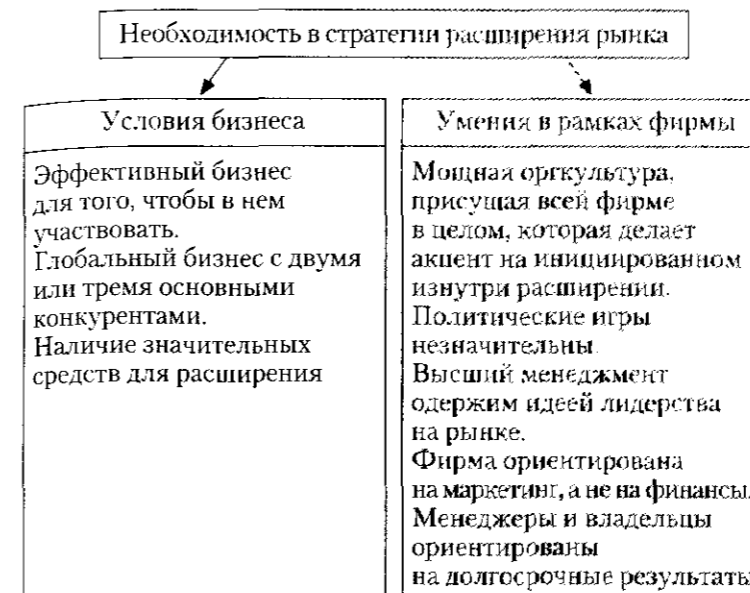 Необходимость в стратегии расширения рынка
Условия бизнеса
Эффективный бизнес
для того, чтобы в нем
участвовать.
Глобальный бизнес с двумя
или тремя основными
конкурентами.
Наличие значительных
средств для расширения
Умения в рамках фирмы
Мощная оргкультура,
присущая всей фирме
в целом, которая делает
акцент на инициированном
изнутри расширении.
Политические игры
незначительны.
Высший менеджмент
одержим идеей лидерства
на рынке.
Фирма ориентирована
на маркетинг, а не на финансы.
Менеджеры и владельцы
ориентированы
на долгосрочные результаты